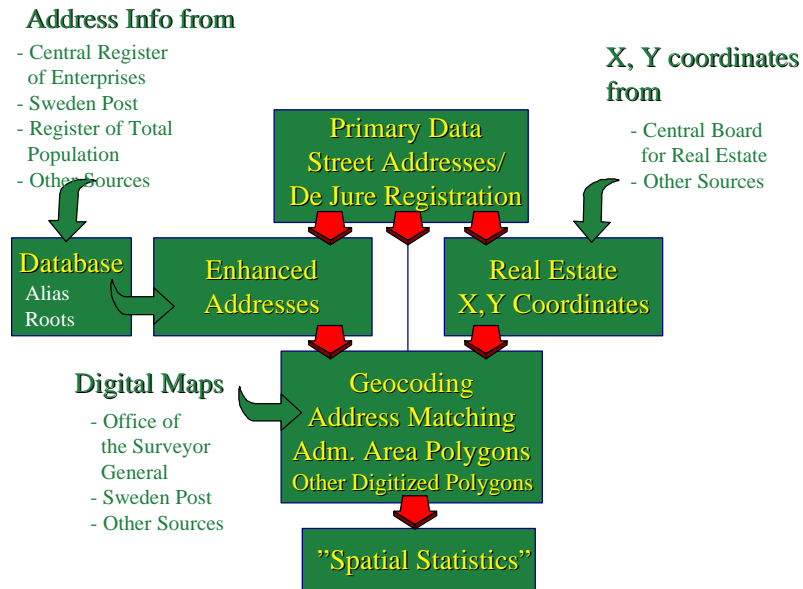 Address Info from
- Central Register
of Enterprises
- Sweden Post
- Register of Total
Population
- Other Sources
X, Y coordinates
from
- Central Board
for Real Estate
- Other Sources
Primary Data
Street Addresses/
De Jure Registration
Database
Alias
Roots
Enhanced
Addresses
Real Estate
X,Y Coordinates
Digital Maps
- Office of
the Surveyor
General
- Sweden Post
- Other Sources
Geocoding
Address Matching
Adm. Area Polygons
Other Digitized Polygons
”Spatial Statistics”